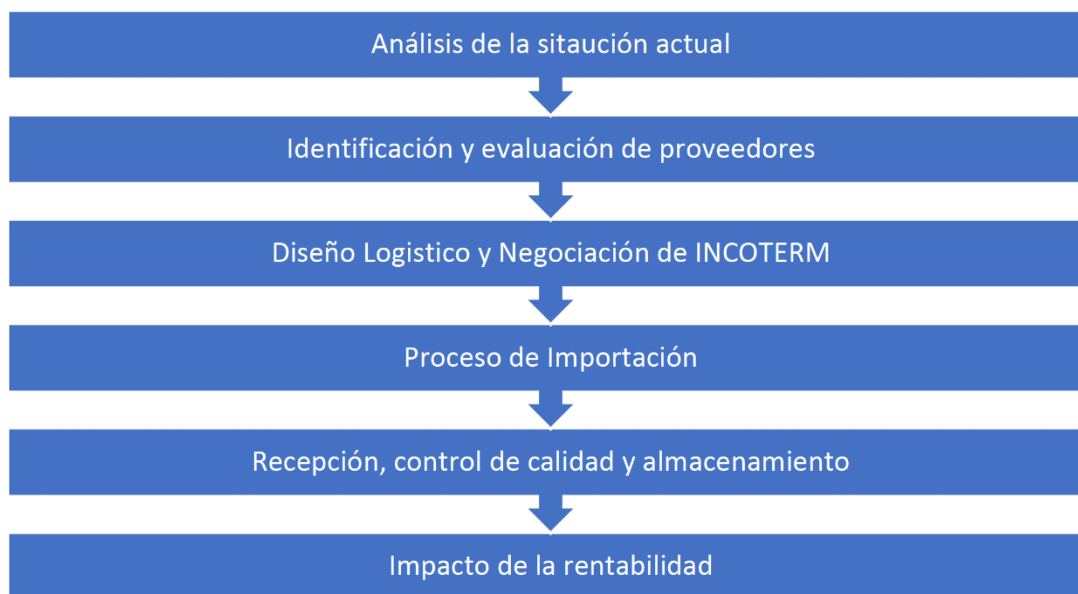 Análisis de la sitaución actual
Identificación y evaluación de proveedores
Diseño Logistico y Negociación de INCOTERM
Proceso de Importación
Recepción, control de calidad y almacenamiento
Impacto de la rentabilidad